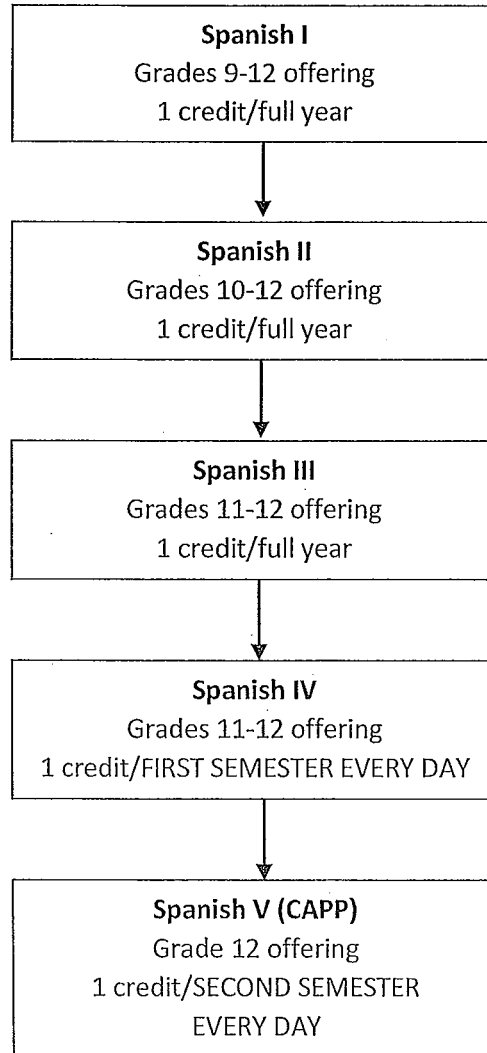 Spanish I
Grades 9-12 offering
1 credit/full year
Spanish II
Grades 10-12 offering
1 credit/full year
Spanish III
Grades 11-12 offering
1 credit/full year
Spanish IV
Grades 11-12 offering
1 credit/FIRST SEMESTER EVERY DAY
Spanish V (CAPP)
Grade 12 offering
1 credit/SECOND SEMESTER
EVERY DAY